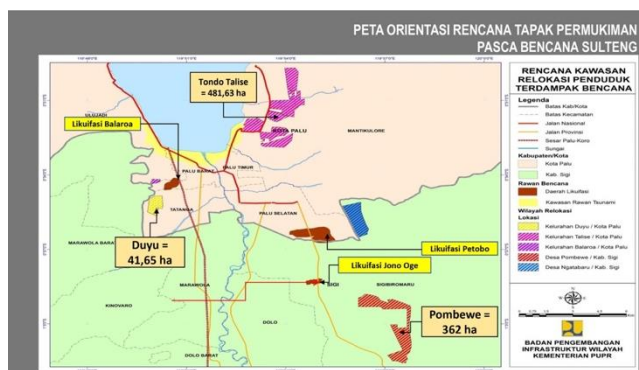 PETA ORIENTASI RENCANA TAPAK PERMUKIMAN
PASCA BENCANA SULTENG
Tondo Talise
= 481,63 ha
Likuifasi Balaroa
ULUJADI
KOTA PALU
MANTIKULORE
PALU BARAT
PALU TIMUR
TATANGA
PALU SELATAN
MARAWOLA BARAT
Duyu =
41,65 ha
Likuifasi Petobo
Likuifasi Jono Oge
MARAWOLA
SIGI
SIGIBIROMARU
KINOVARO
DOLO
Pombewe =
362 ha
DOLO BARAT
RENCANA KAWASAN
RELOKASI PENDUDUK
TERDAMPAK BENCANA
Legenda
Batas Kab/Kota
Batas Kecamatan
Jalan Nasional
Jalan Provinsi
Sesar Palu-Koro
Sungai
Kabupaten/Kota
Kota Palu
Kab. Sigi
Rawan Bencana
Daerah Likuifasi
Kawasan Rawan Tsunami
Wilayah Relokasi
Lokasi
Kelurahan Duyu / Kota Palu
Kelurahan Talise / Kota Palu
Kelurahan Balaroa / Kota Palu
Desa Pombewe / Kab. Sigi
Desa Ngatabaru / Kab. Sigi
BADAN PENGEMBANGAN
INFRASTRUKTUR WILAYAH
KEMENTERIAN PUPR